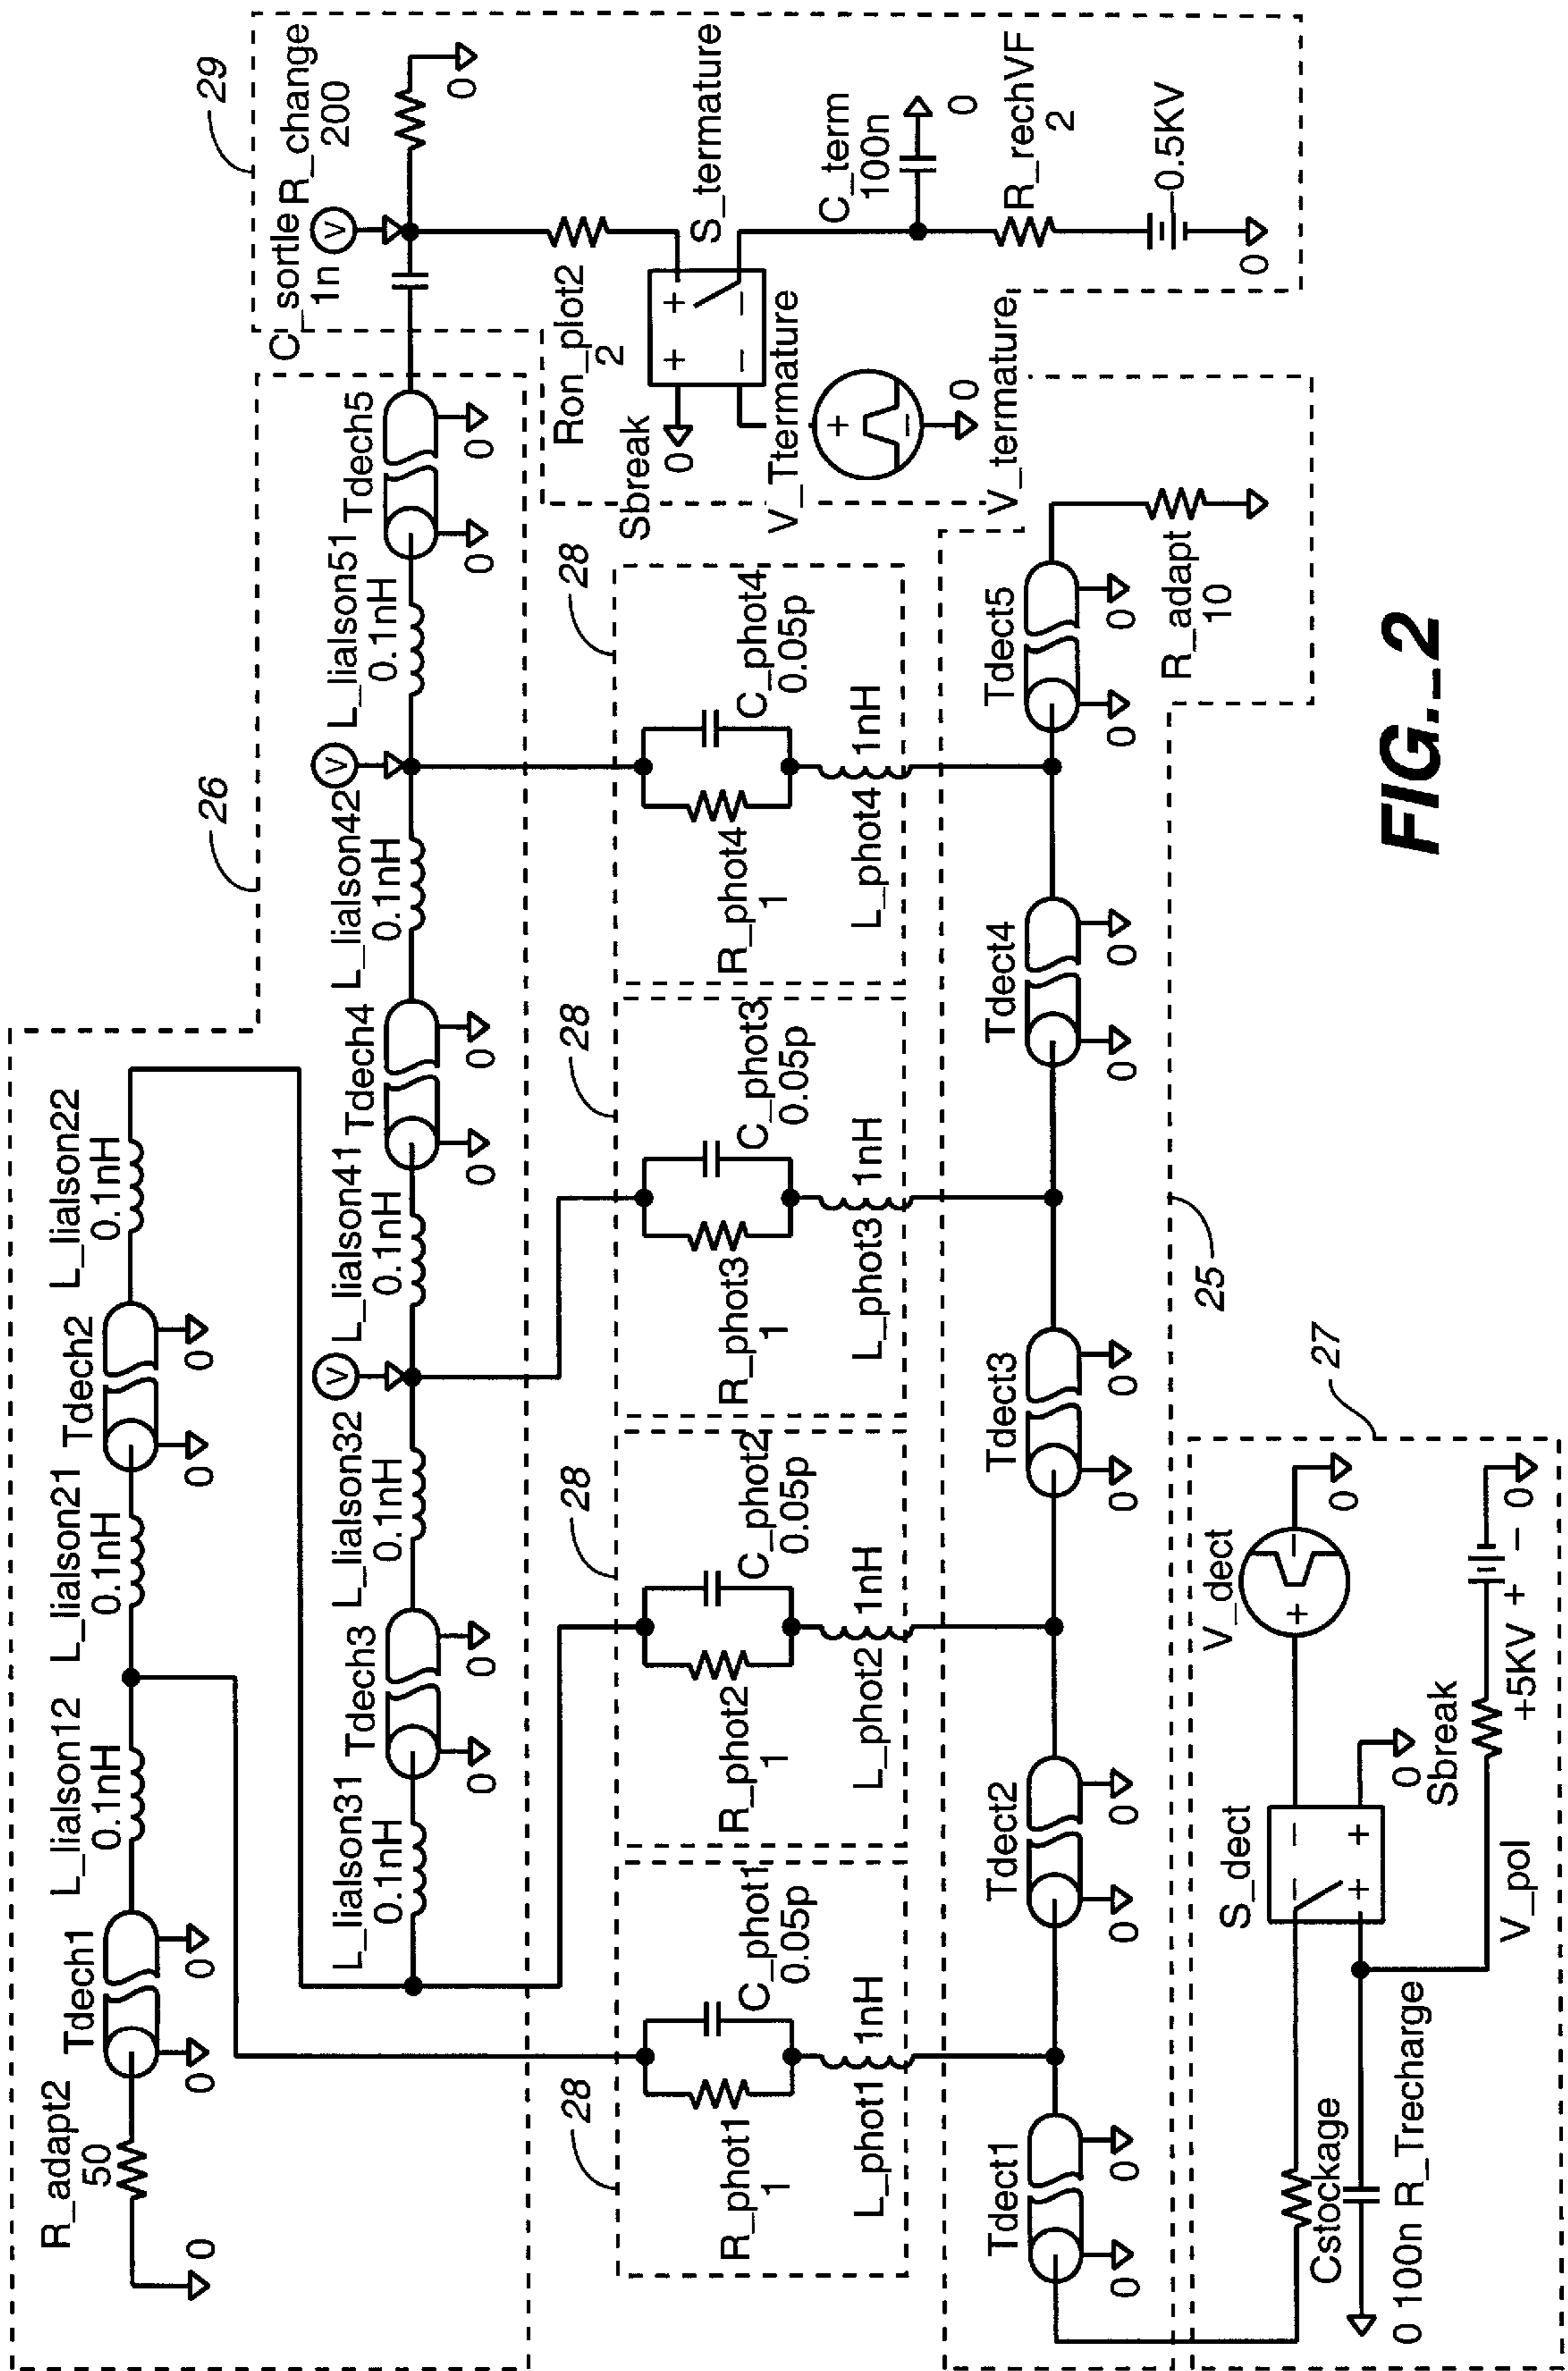 29
C_sortle
1n
R_change
200
0
26
R_adapt2
50
0
Tdech1
0
0
L_lialson12
0.1nH
L_lialson21
0.1nH
Tdech2
0
0
L_lialson22
0.1nH
L_lialson31
0.1nH
Tdech3
0
0
L_lialson32
0.1nH
V
L_lialson41
0.1nH
Tdech4
0
0
L_lialson42
0.1nH
V
L_lialson51
0.1nH
Tdech5
0
0
V
Ron_plot2
2
Sbreak
0
+
+
−
−
S_termature
V_Ttermature
+
−
0
V_termature
C_term
100n
0
R_rechVF
2
−0.5KV
0
28
R_phot1
1
C_phot1
0.05p
L_phot1
1nH
28
R_phot2
1
C_phot2
0.05p
L_phot2
1nH
28
R_phot3
1
C_phot3
0.05p
L_phot3
1nH
28
R_phot4
1
C_phot4
0.05p
L_phot4
1nH
Tdect1
0
0
Tdect2
0
0
Tdect3
0
0
Tdect4
0
0
Tdect5
0
0
R_adapt
10
25
27
S_dect
−
−
+
+
0
V_dect
+
−
0
Sbreak
+5KV
+
−
0
V_pol
Cstockage
0 100n R_Trecharge
FIG._2